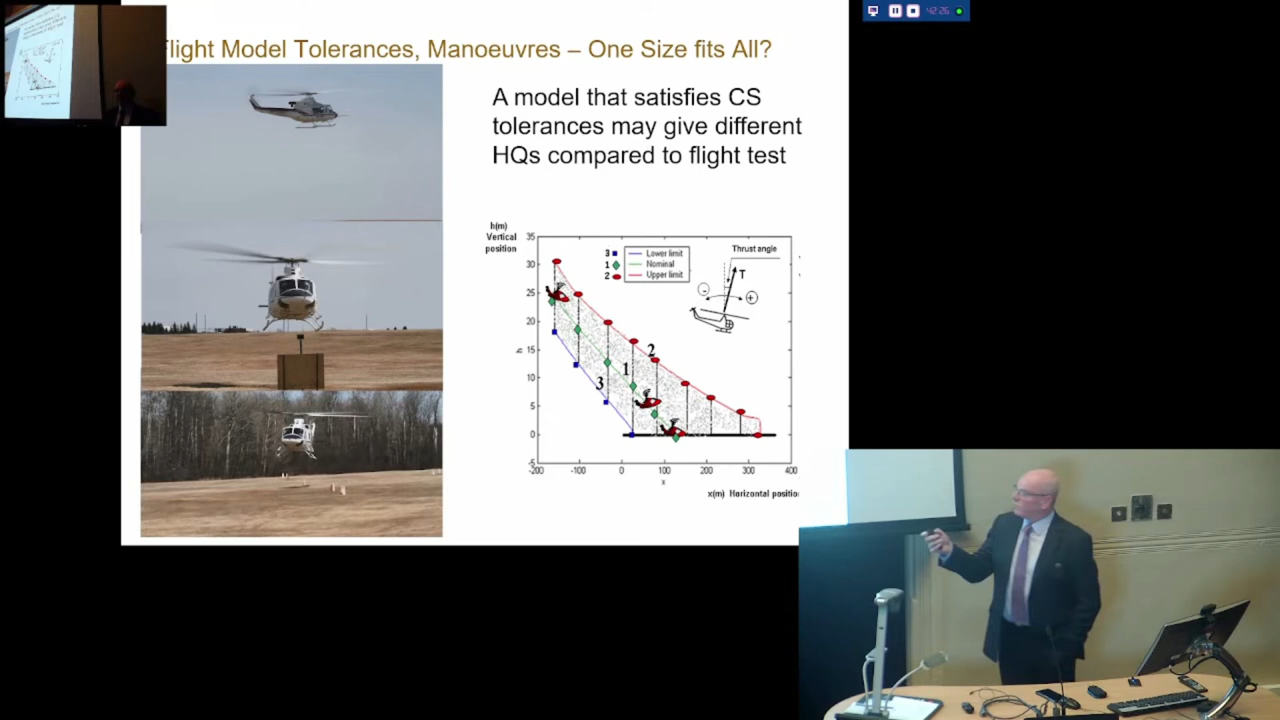 flight Model Tolerances, Manoeuvres – One Size fits All?
A model that satisfies CS
tolerances may give different
HQs compared to flight test
h(m)
Vertical
position
35
30
25
20
15
10
5
0
-5
h
3 Lower limit
1 Nominal
2 Upper limit
Thrust angle
T
-
+
2
1
3
-200 -100 0 100 200 300 400
x
x(m) Horizontal positio
42:26